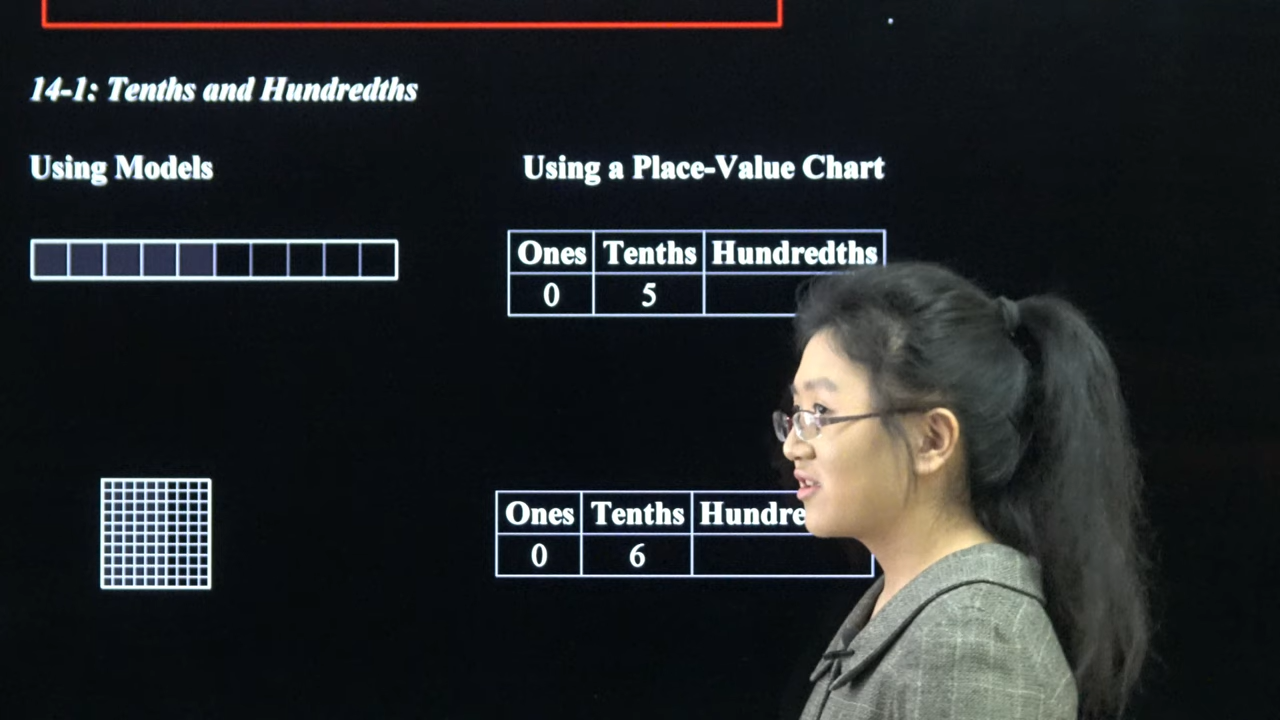 14-1: Tenths and Hundredths
Using Models
Using a Place-Value Chart
Ones Tenths Hundredths
0 5
Ones Tenths
0 6